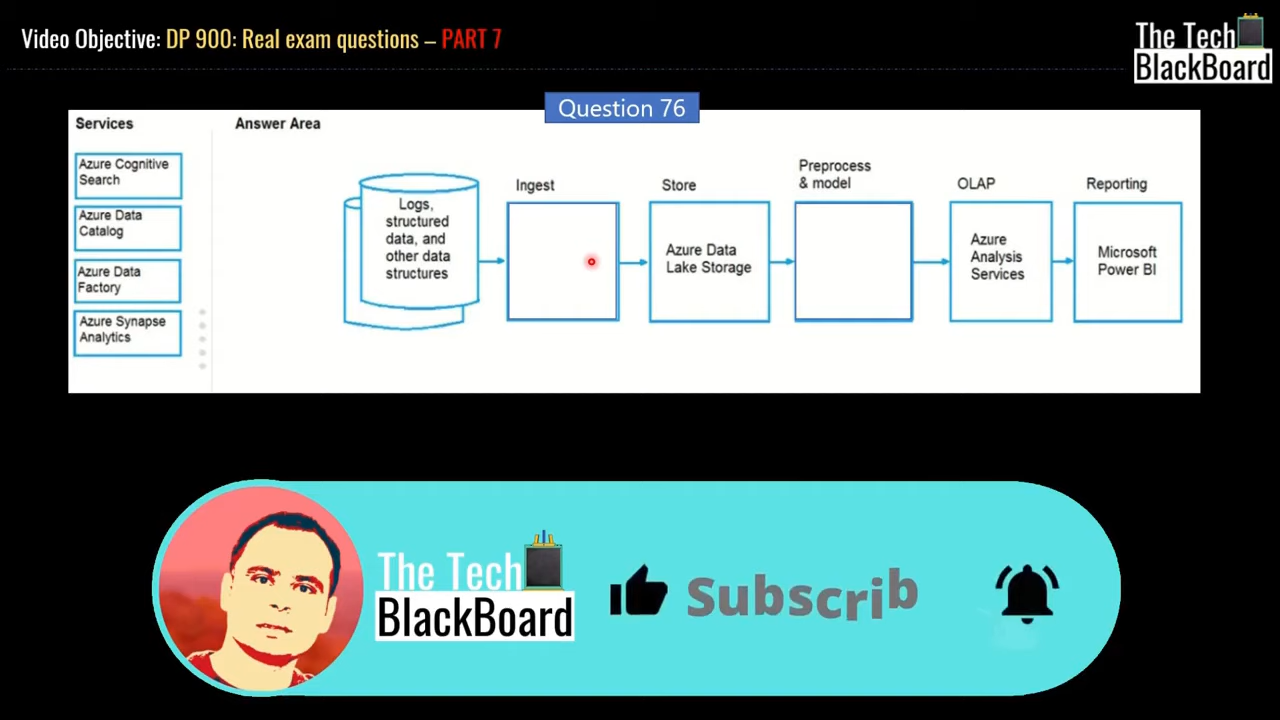 Video Objective: DP 900: Real exam questions – PART 7
The Tech
BlackBoard
Question 76
Services
Answer Area
Azure Cognitive
Search
Azure Data
Catalog
Azure Data
Factory
Azure Synapse
Analytics
Logs,
structured
data, and
other data
structures
Ingest
Store
Azure Data
Lake Storage
Preprocess
& model
OLAP
Azure
Analysis
Services
Reporting
Microsoft
Power BI
The Tech
BlackBoard
Subscrib